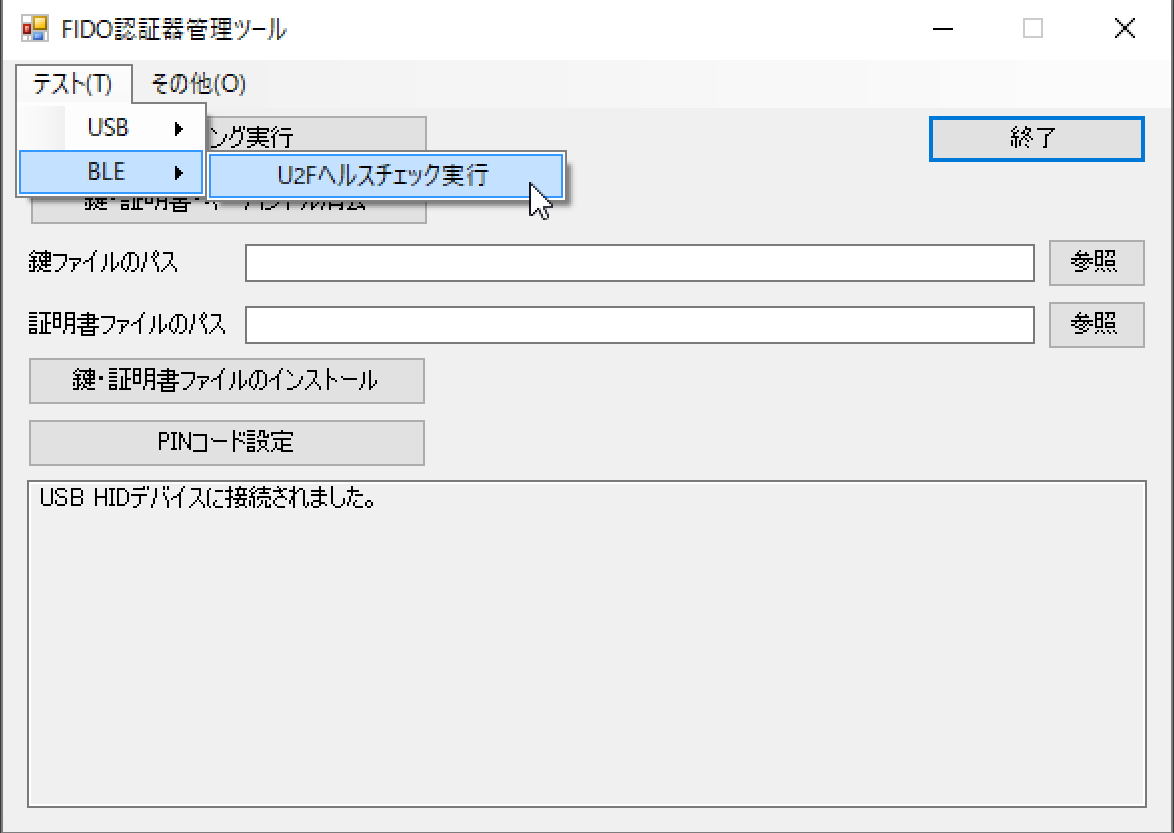 FIDO認証器管理ツール
テスト(T) その他(O)
USB
ング実行
終了
BLE
U2Fヘルスチェック実行
鍵ファイルのパス
参照
証明書ファイルのパス
参照
鍵・証明書ファイルのインストール
PINコード設定
USB HIDデバイスに接続されました。